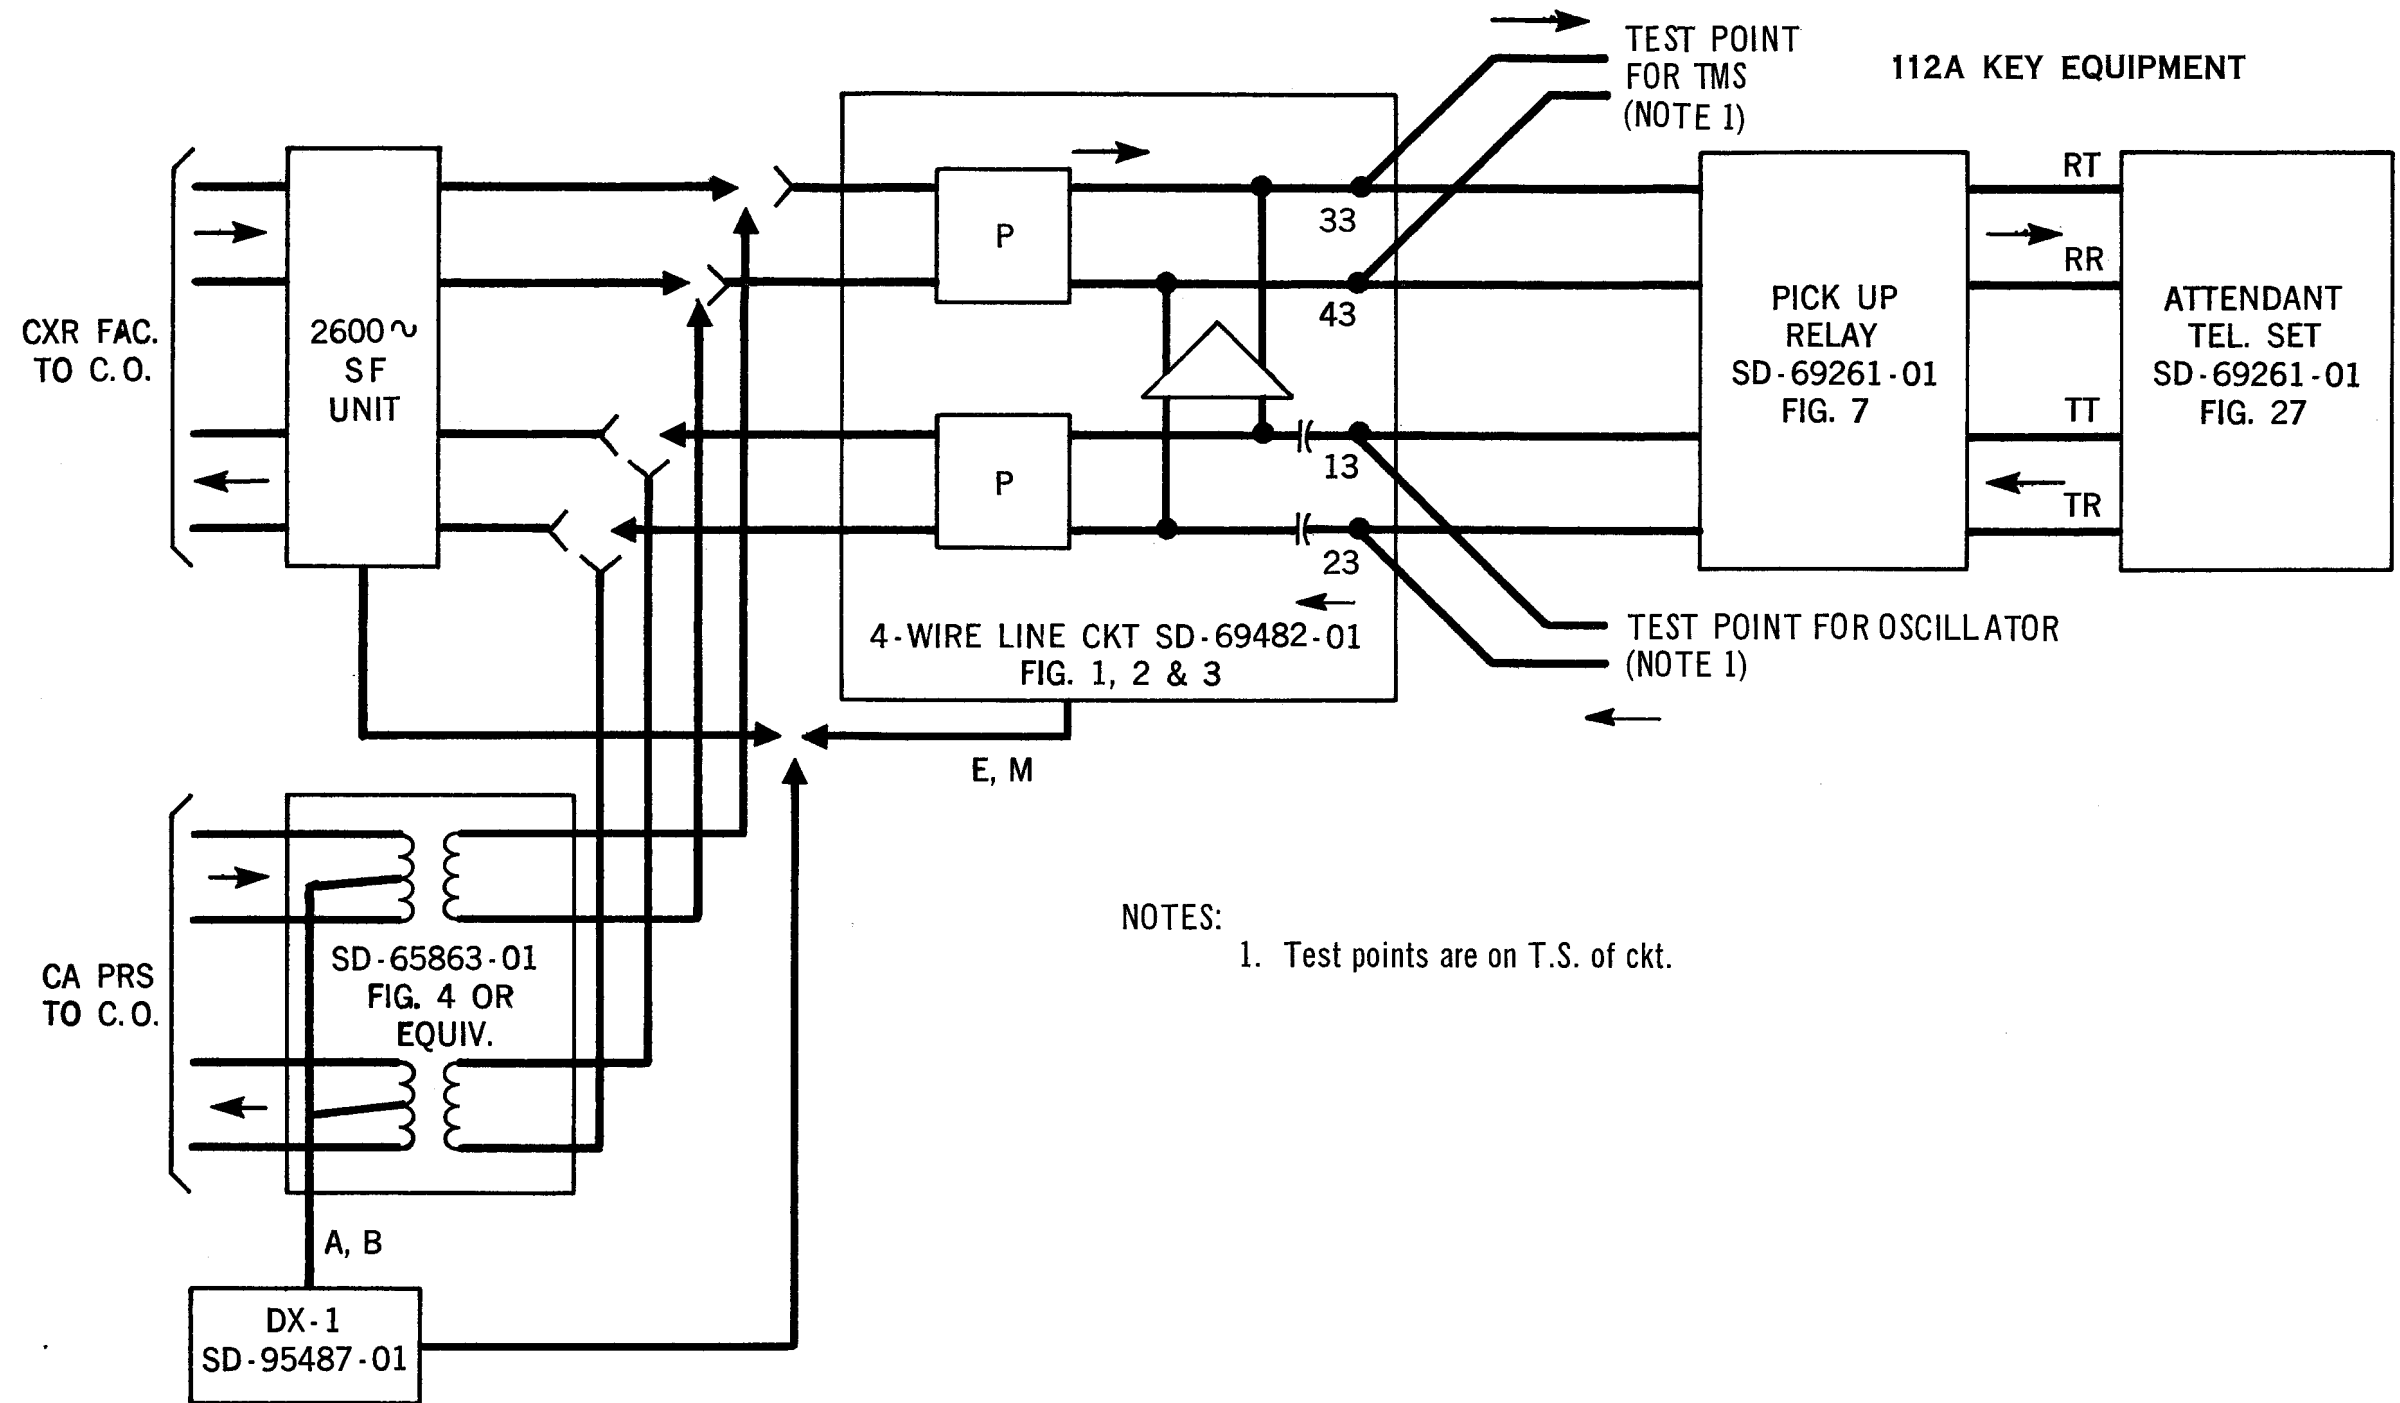 TEST POINT
FOR TMS
(NOTE 1)
112A KEY EQUIPMENT
CXR FAC.
TO C.O.
2600~
SF
UNIT
P
33
43
P
13
23
4-WIRE LINE CKT SD-69482-01
FIG. 1, 2 & 3
PICK UP
RELAY
SD-69261-01
FIG. 7
RT
RR
TT
TR
ATTENDANT
TEL. SET
SD-69261-01
FIG. 27
TEST POINT FOR OSCILLATOR
(NOTE 1)
E, M
CA PRS
TO C.O.
SD-65863-01
FIG. 4 OR
EQUIV.
A, B
DX-1
SD-95487-01
NOTES:
1. Test points are on T.S. of ckt.